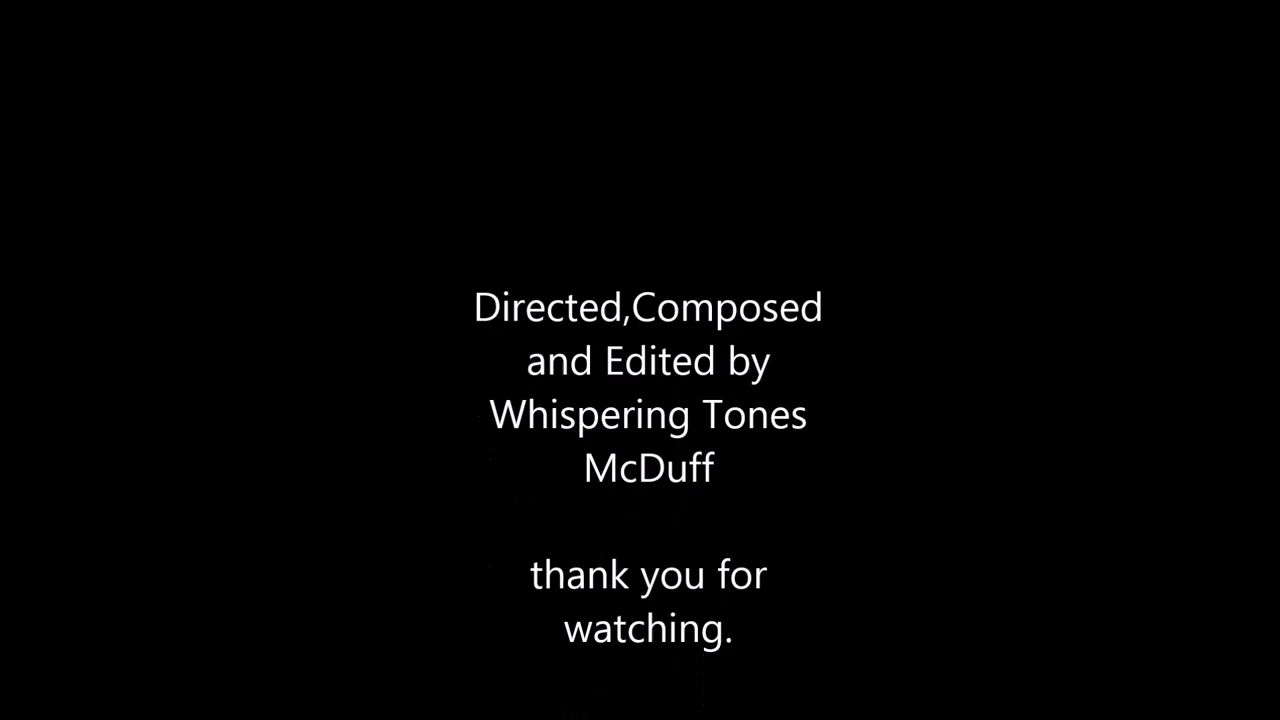 Directed,Composed
and Edited by
Whispering Tones
McDuff
thank you for
watching.